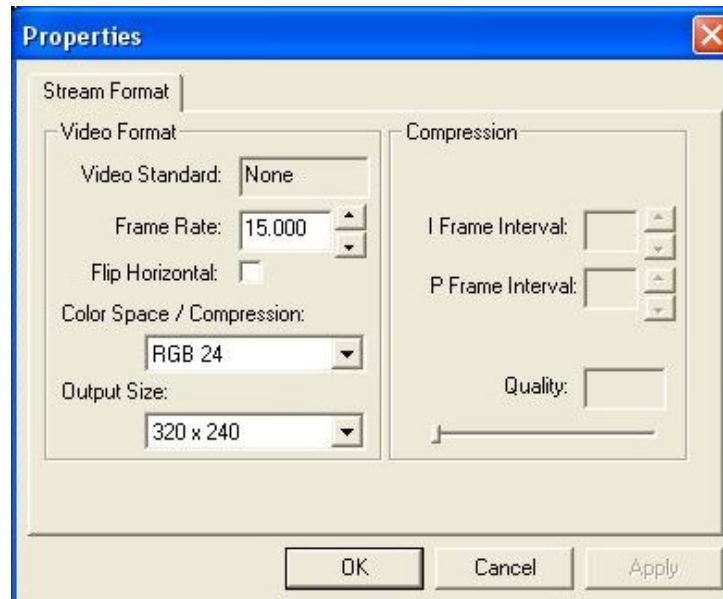 Properties
Stream Format
Video Format
Video Standard: None
Frame Rate: 15.000
Flip Horizontal:
Color Space / Compression:
RGB 24
Output Size:
320 x 240
Compression
I Frame Interval:
P Frame Interval:
Quality:
OK Cancel Apply